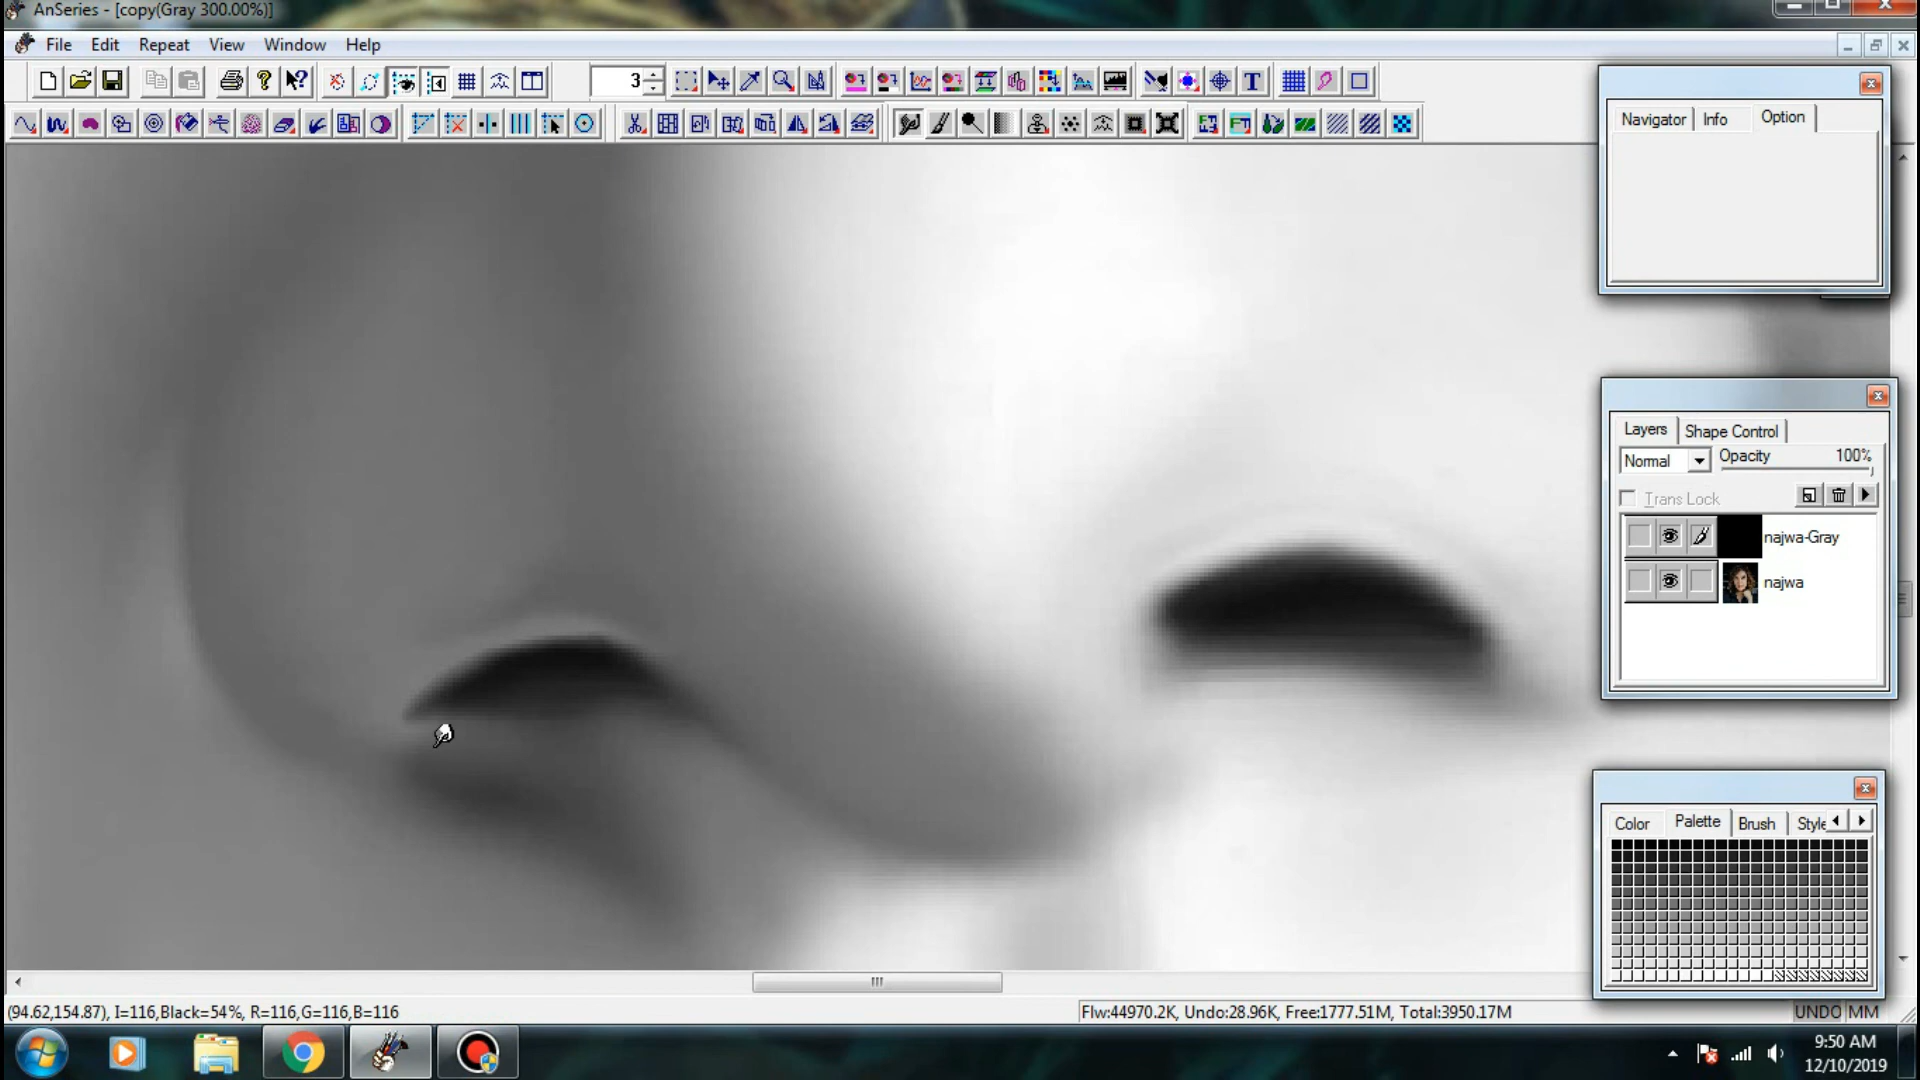 AnSeries - [copy(Gray 300.00%)]
File Edit Repeat View Window Help
3
Navigator Info Option
Layers Shape Control
Normal Opacity 100%
Trans Lock
najwa-Gray
najwa
Color Palette Brush Style
(94.62,154.87), I=116,Black=54%, R=116,G=116,B=116
Flw:44970.2K, Undo:28.96K, Free:1777.51M, Total:3950.17M
UNDO MM
9:50 AM
12/10/2019